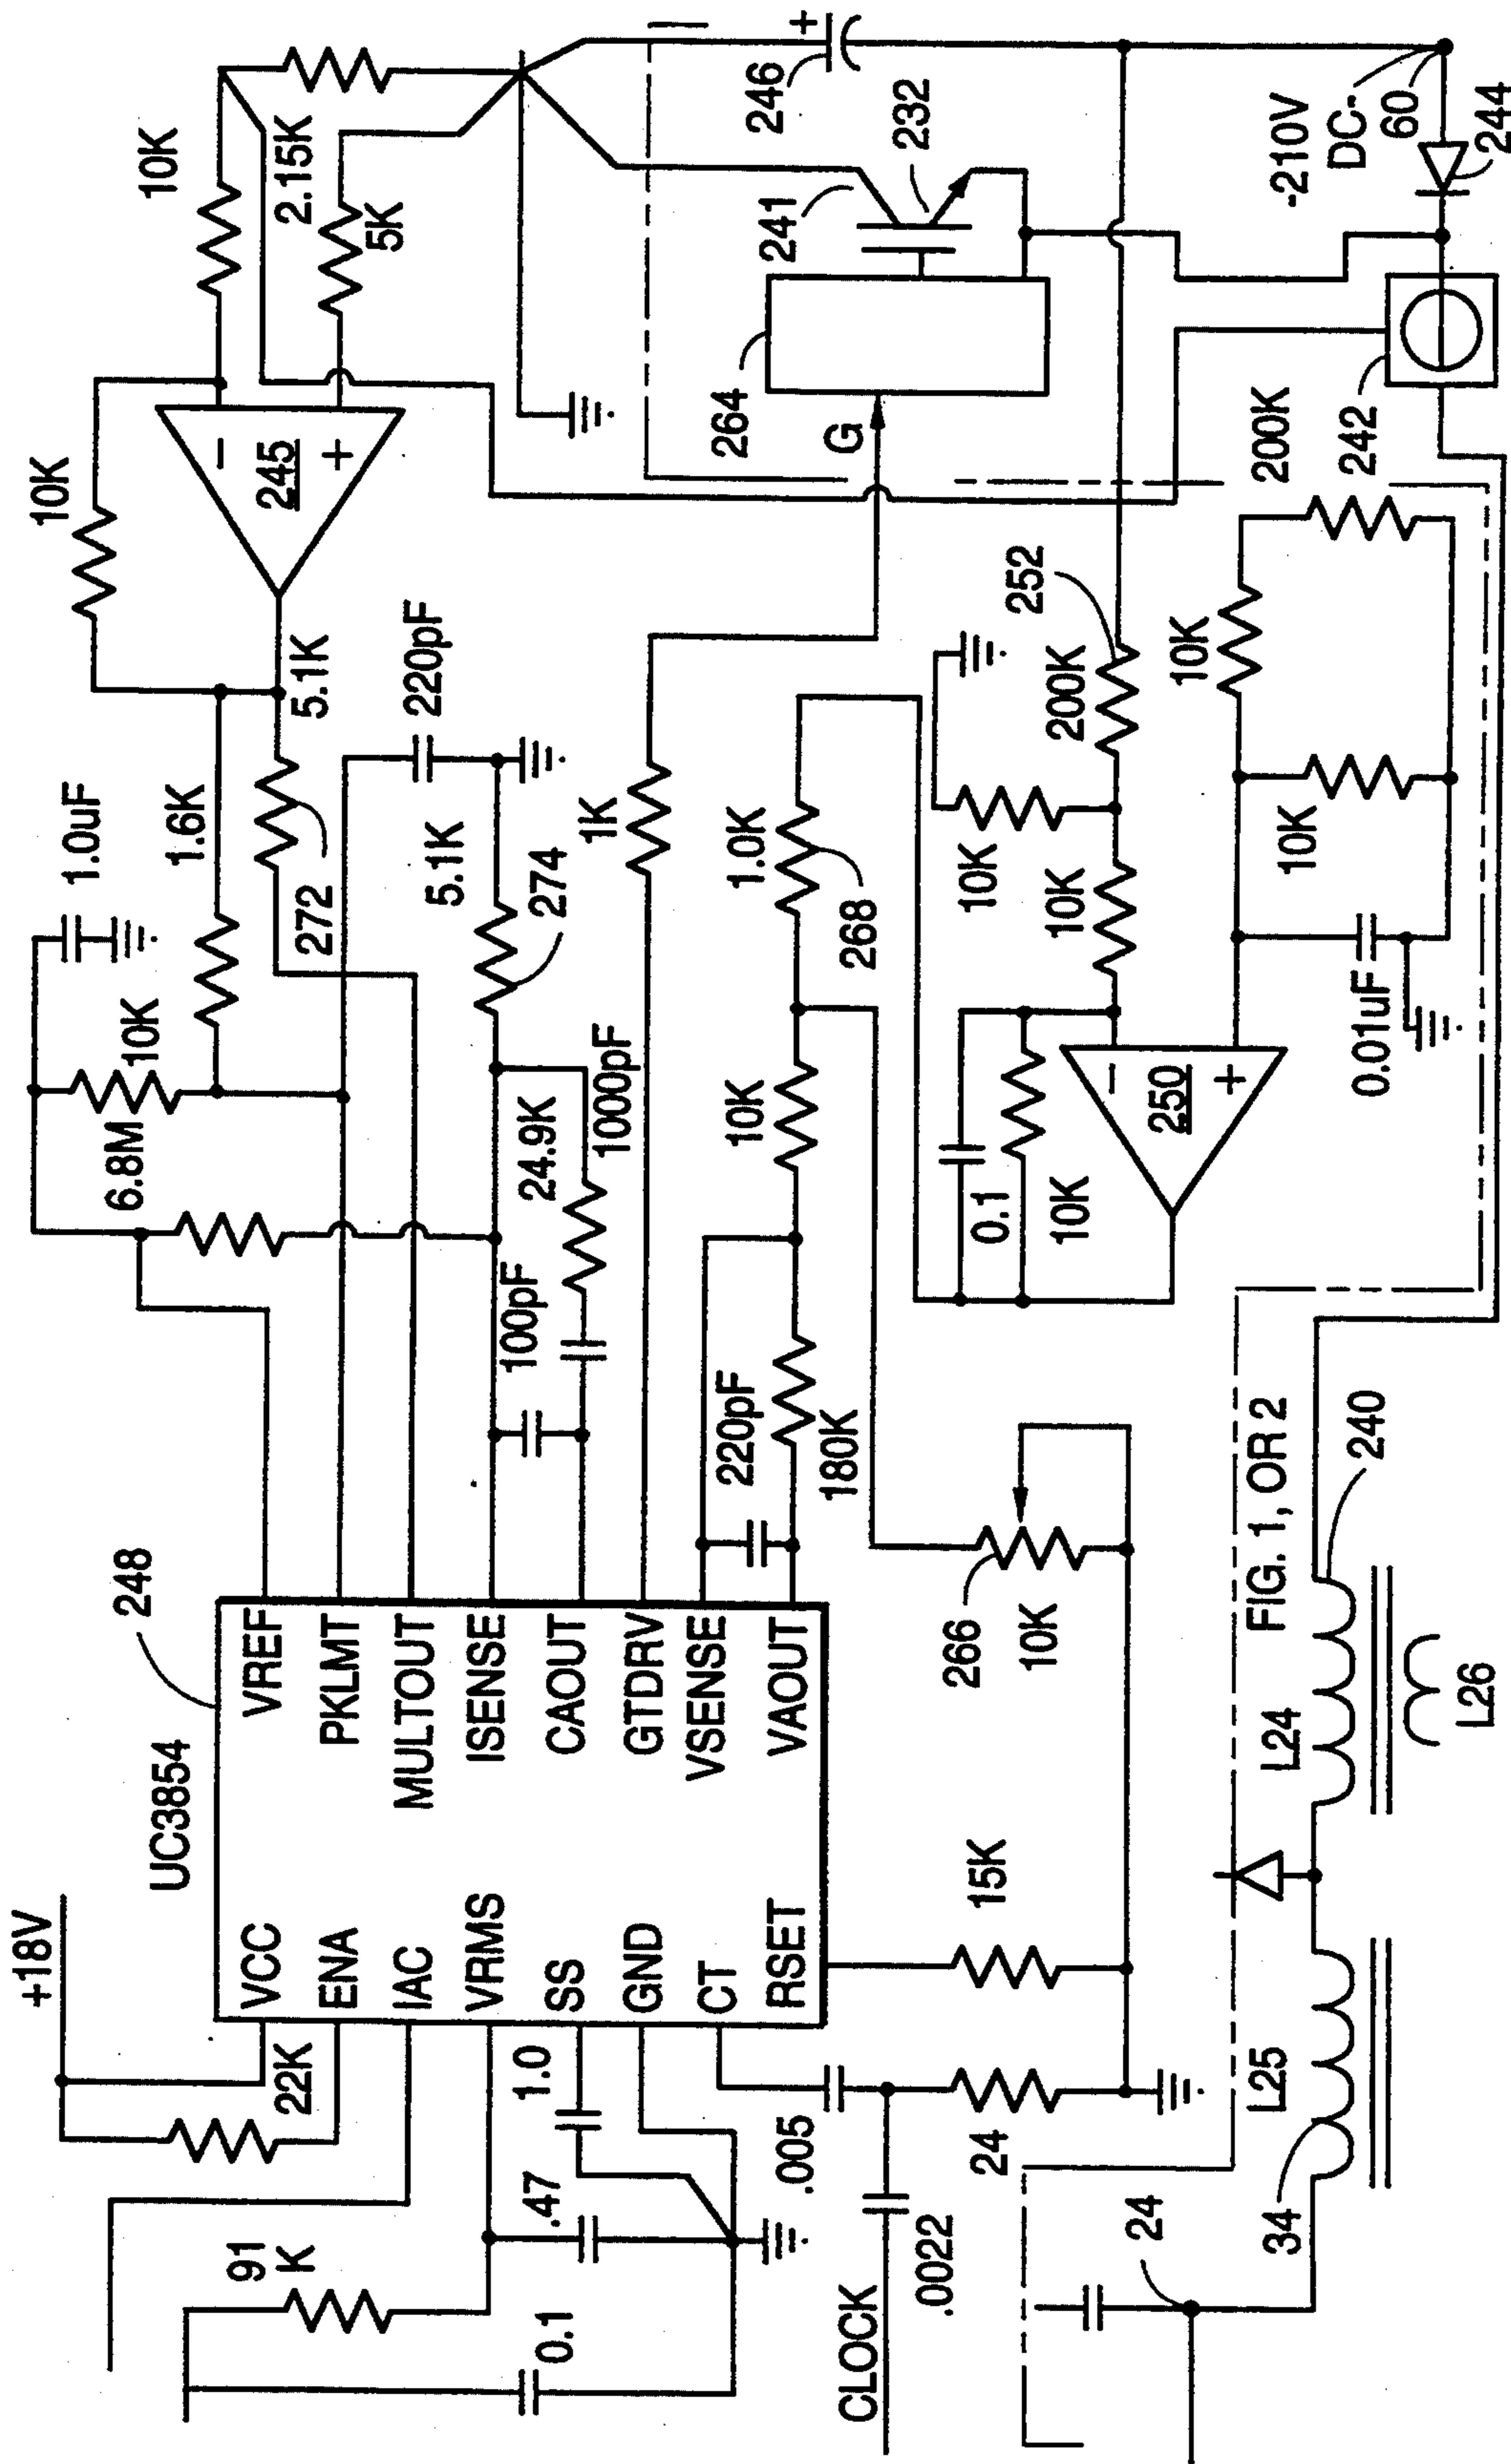 +18V
UC3854
248
22K
91
K
0.1
.47
1.0
VCC
ENA
IAC
VRMS
SS
GND
CT
RSET
VREF
PKLMT
MULTOUT
ISENSE
CAOUT
GTDRV
VSENSE
VAOUT
CLOCK
.0022
.005
24
15K
266
10K
220pF
180K
100pF
24.9K
1000pF
6.8M
10K
1.0uF
1.6K
272
5.1K
220pF
5.1K
274
1K
10K
1.0K
268
10K
245
-
+
10K
2.15K
5K
246
+
241
232
264
G
-210V
DC-
60
244
242
200K
252
200K
10K
10K
0.1
10K
250
-
+
10K
10K
0.01uF
24
34
L25
L24
L26
240
FIG. 1, OR 2